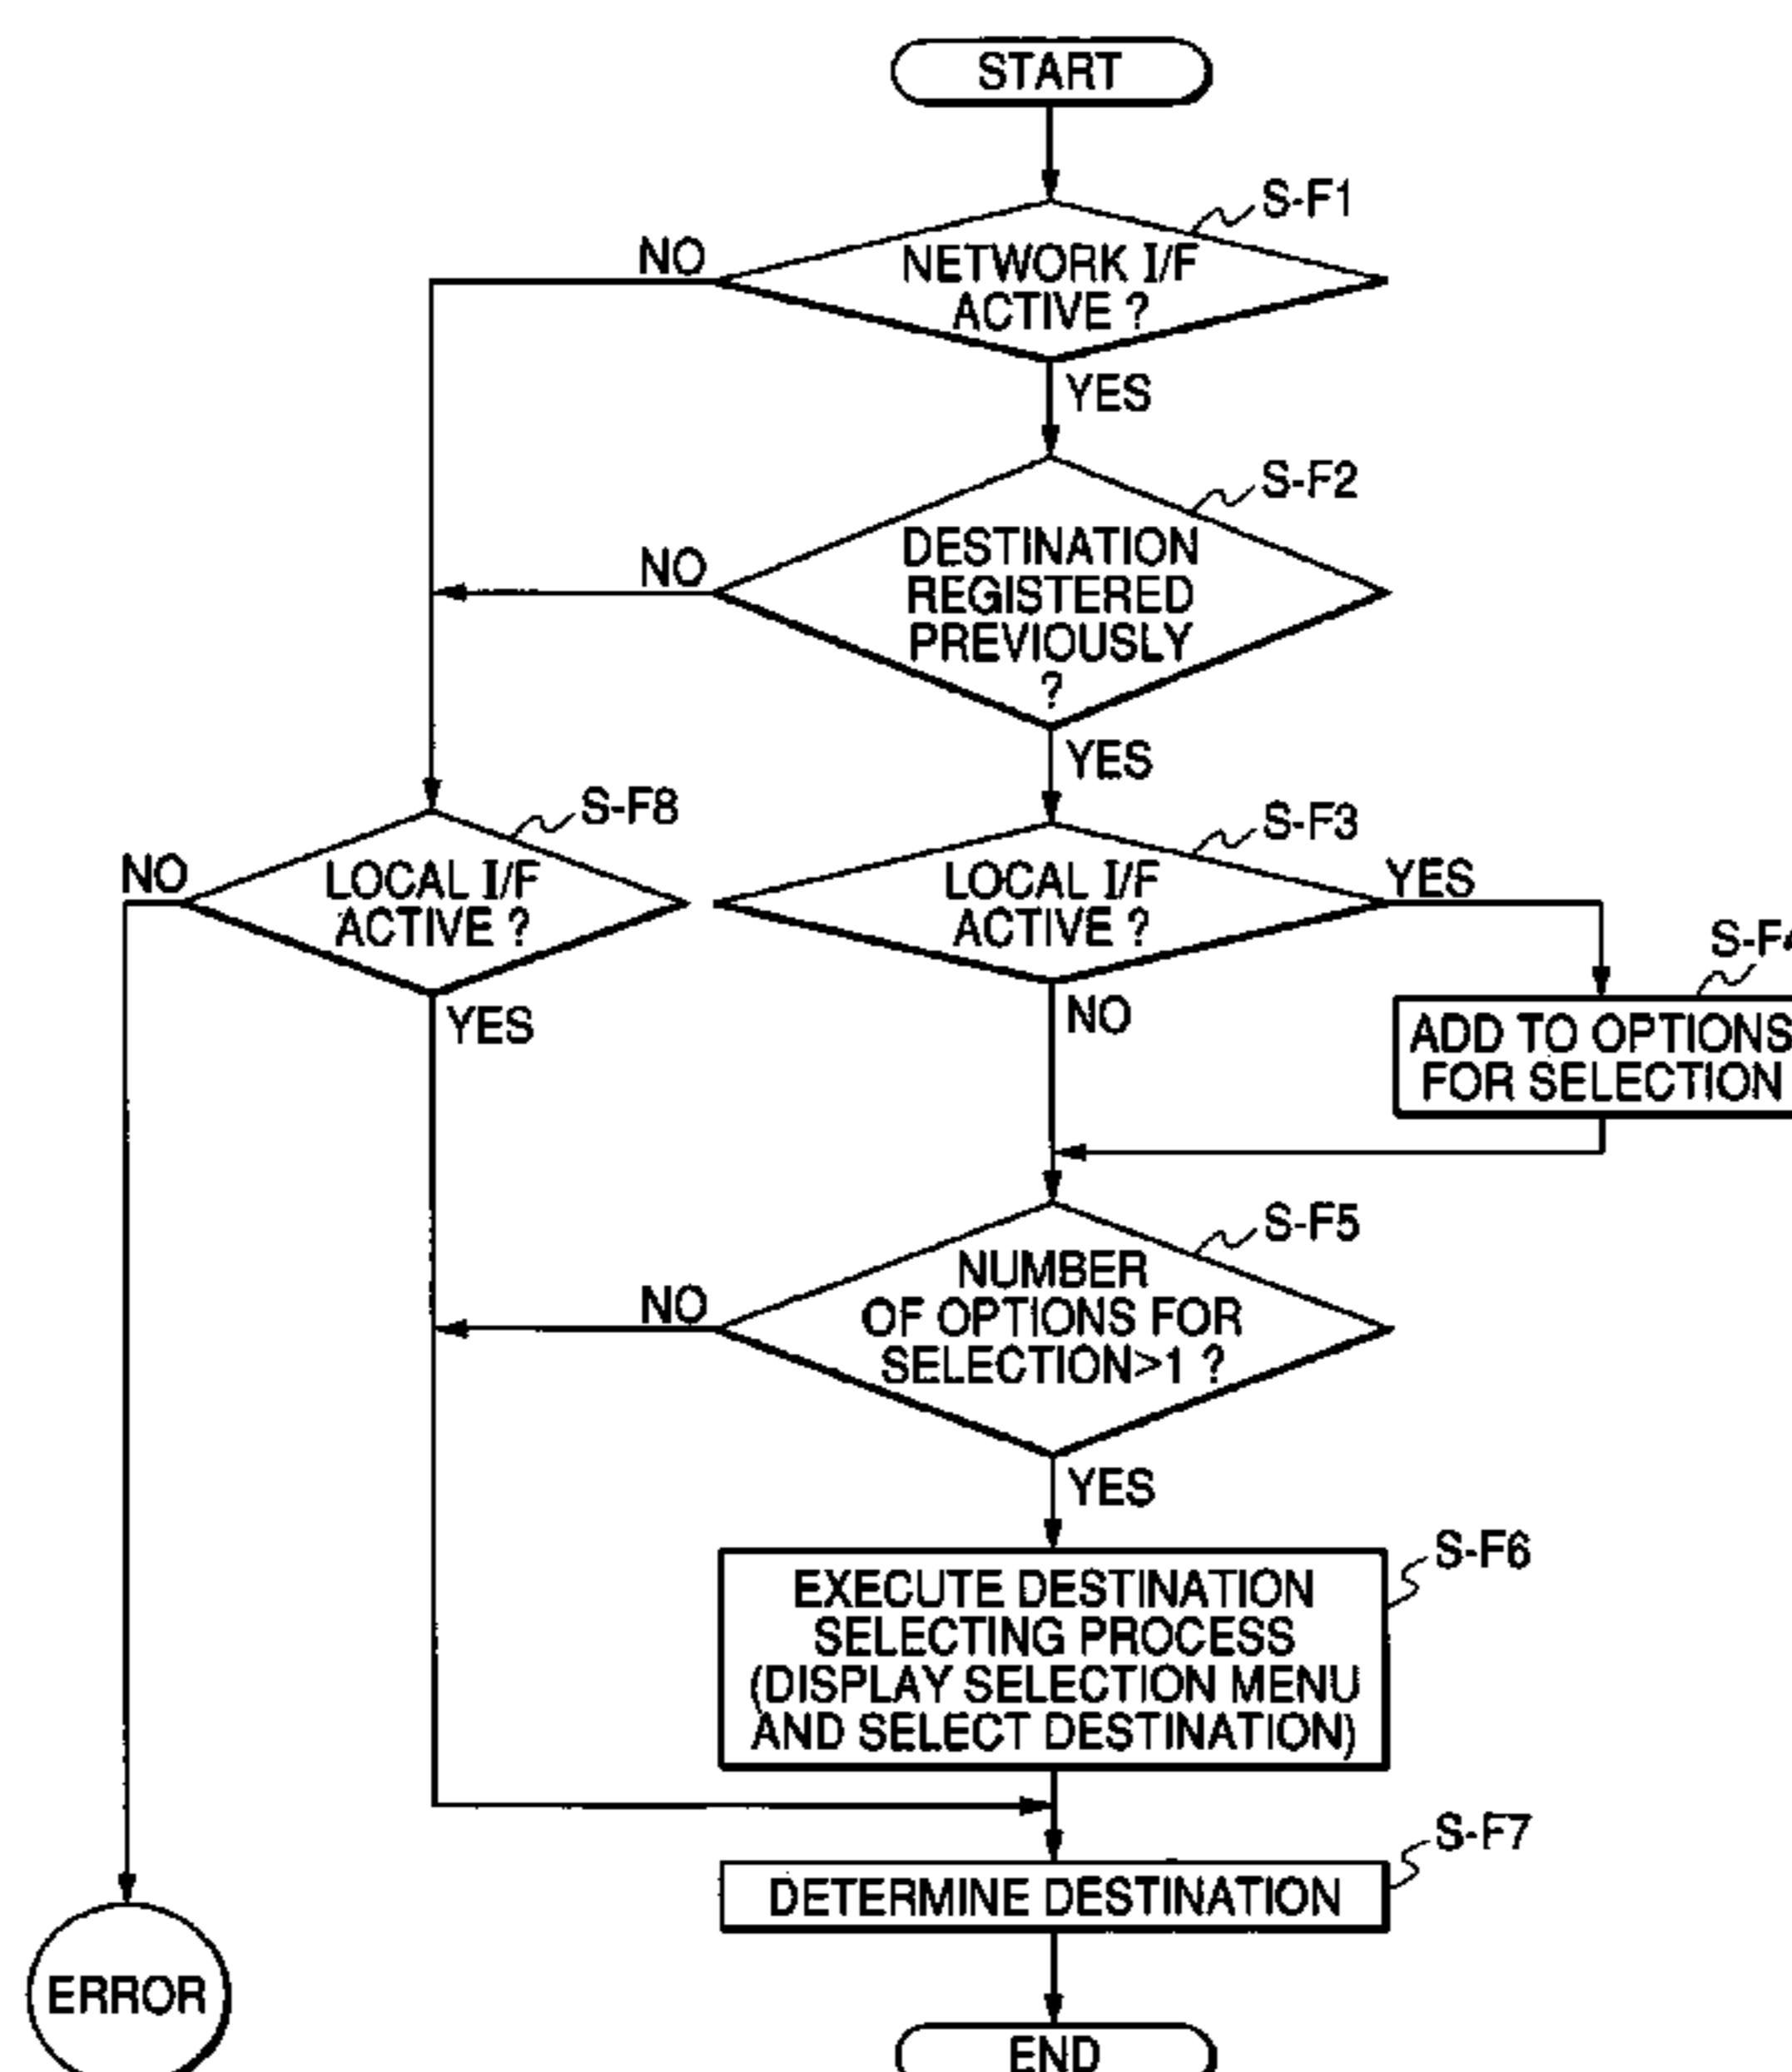 START
S-F1
NO
NETWORK I/F
ACTIVE ?
YES
S-F2
NO
DESTINATION
REGISTERED
PREVIOUSLY
?
YES
S-F8
S-F3
NO
LOCAL I/F
ACTIVE ?
LOCAL I/F
ACTIVE ?
YES
S-F4
YES
NO
ADD TO OPTIONS
FOR SELECTION
S-F5
NO
NUMBER
OF OPTIONS FOR
SELECTION>1 ?
YES
S-F6
EXECUTE DESTINATION
SELECTING PROCESS
(DISPLAY SELECTION MENU
AND SELECT DESTINATION)
S-F7
DETERMINE DESTINATION
ERROR
END